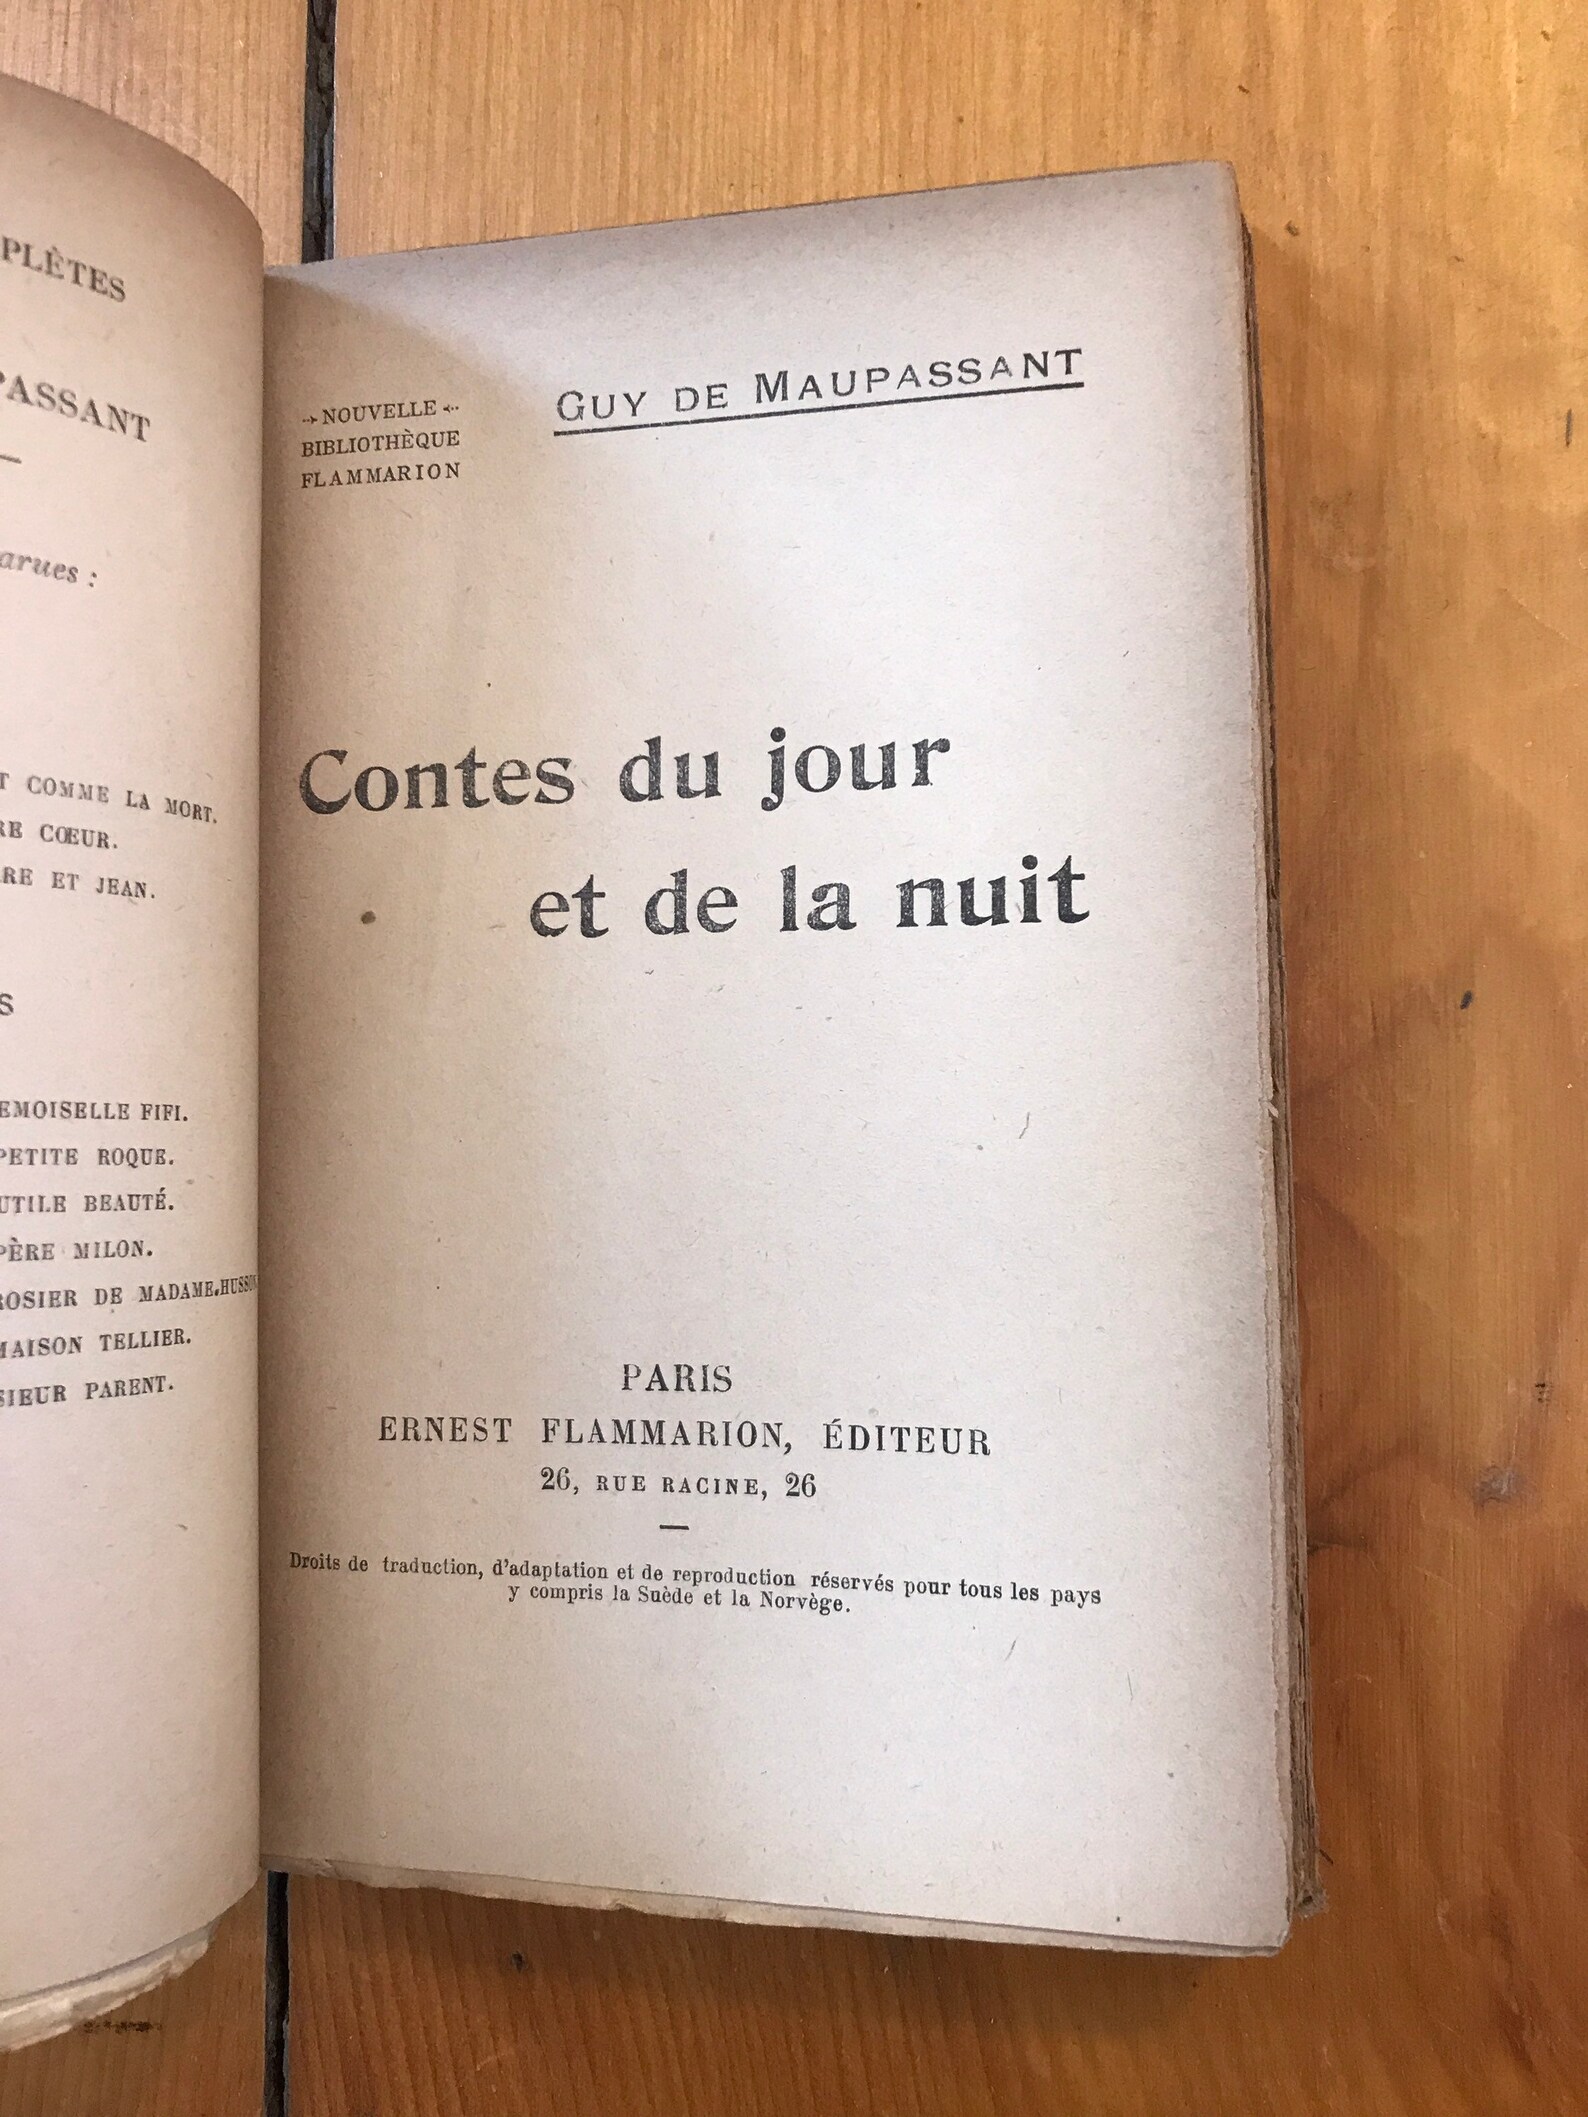 PLÈTES
PASSANT
arues :
T COMME LA MORT.
RE CŒUR.
RE ET JEAN.
S
EMOISELLE FIFI.
PETITE ROQUE.
UTILE BEAUTÉ.
PÈRE MILON.
ROSIER DE MADAME HUSSON
MAISON TELLIER.
SIEUR PARENT.
NOUVELLE
BIBLIOTHÈQUE
FLAMMARION
GUY DE MAUPASSANT
Contes du jour
et de la nuit
PARIS
ERNEST FLAMMARION, ÉDITEUR
26, RUE RACINE, 26
Droits de traduction, d'adaptation et de reproduction réservés pour tous les pays
y compris la Suède et la Norvège.